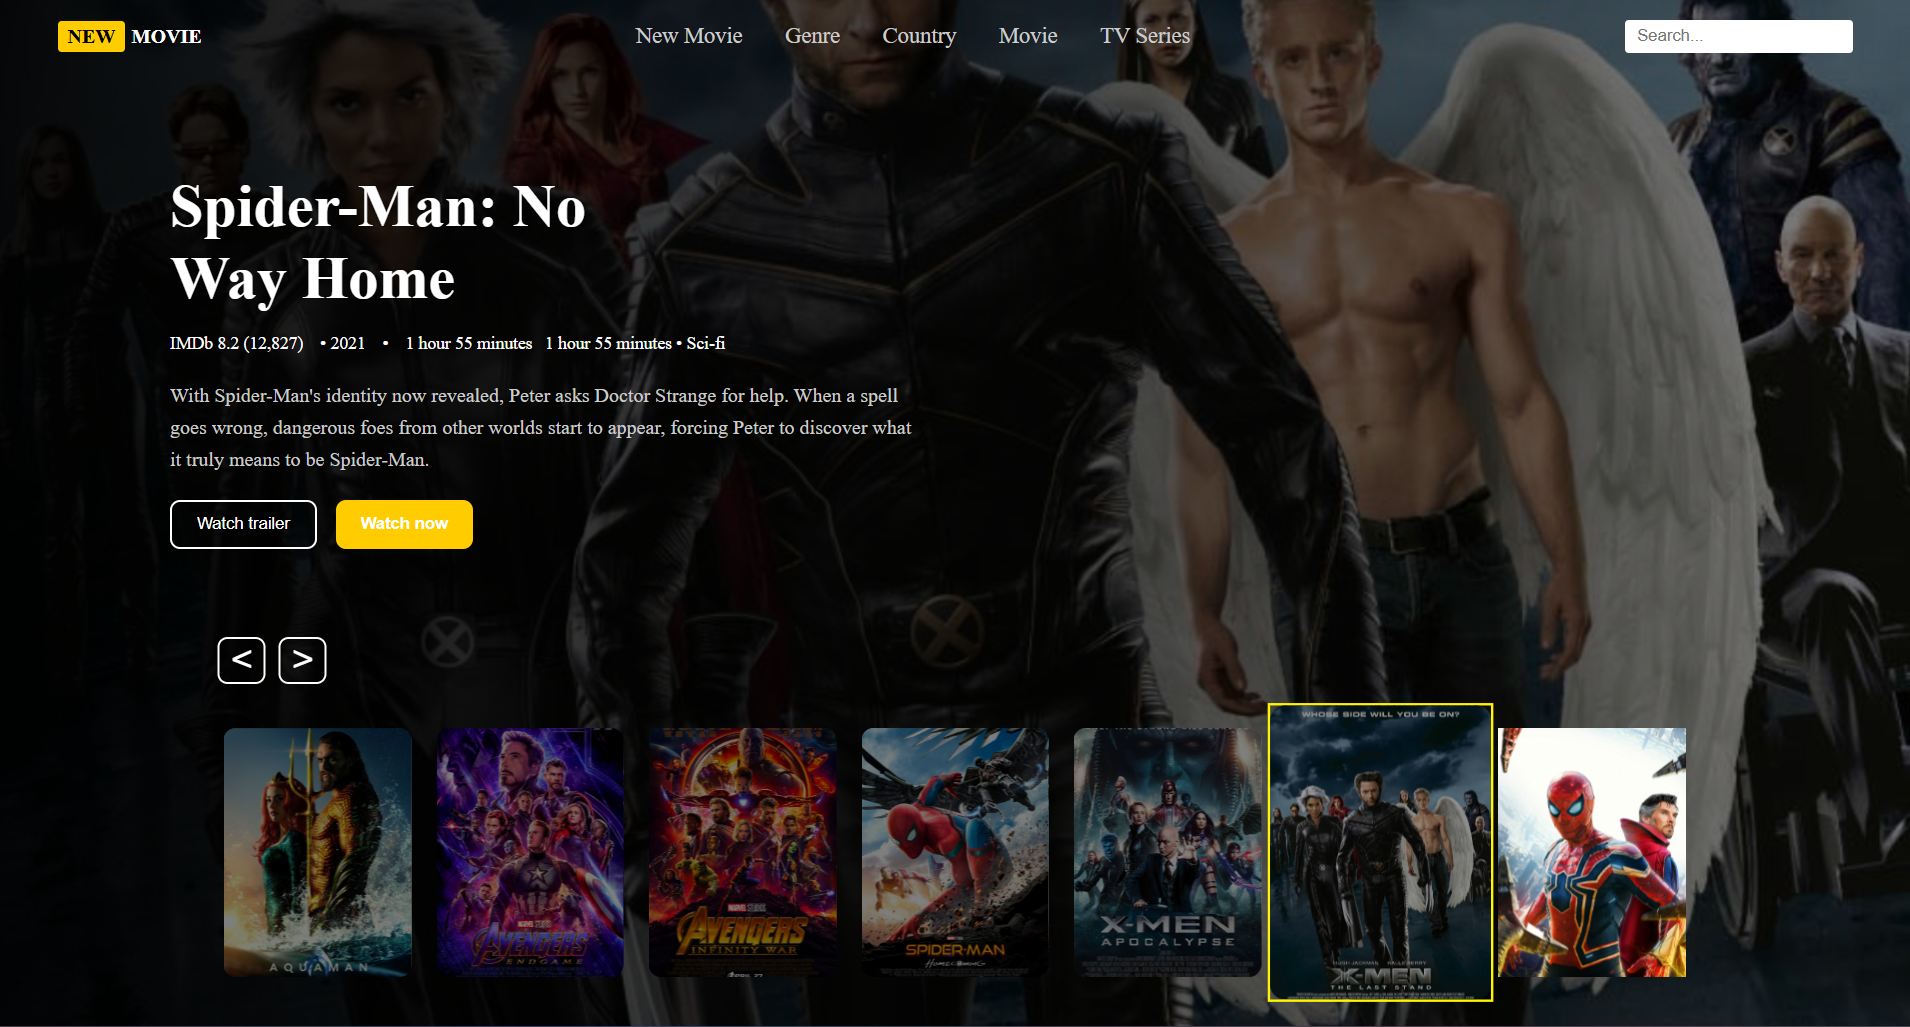 NEW MOVIE
New Movie Genre Country Movie TV Series
Search...
Spider-Man: No
Way Home
IMDb 8.2 (12,827) • 2021 • 1 hour 55 minutes 1 hour 55 minutes • Sci-fi
With Spider-Man's identity now revealed, Peter asks Doctor Strange for help. When a spell
goes wrong, dangerous foes from other worlds start to appear, forcing Peter to discover what
it truly means to be Spider-Man.
Watch trailer Watch now
< >
AQUAMAN
MARVEL STUDIOS
AVENGERS
ENDGAME
MARVEL STUDIOS
AVENGERS
INFINITY WAR
SPIDER-MAN
HOMECOMING
X-MEN
APOCALYPSE
WHOSE SIDE WILL YOU BE ON?
X-MEN
THE LAST STAND